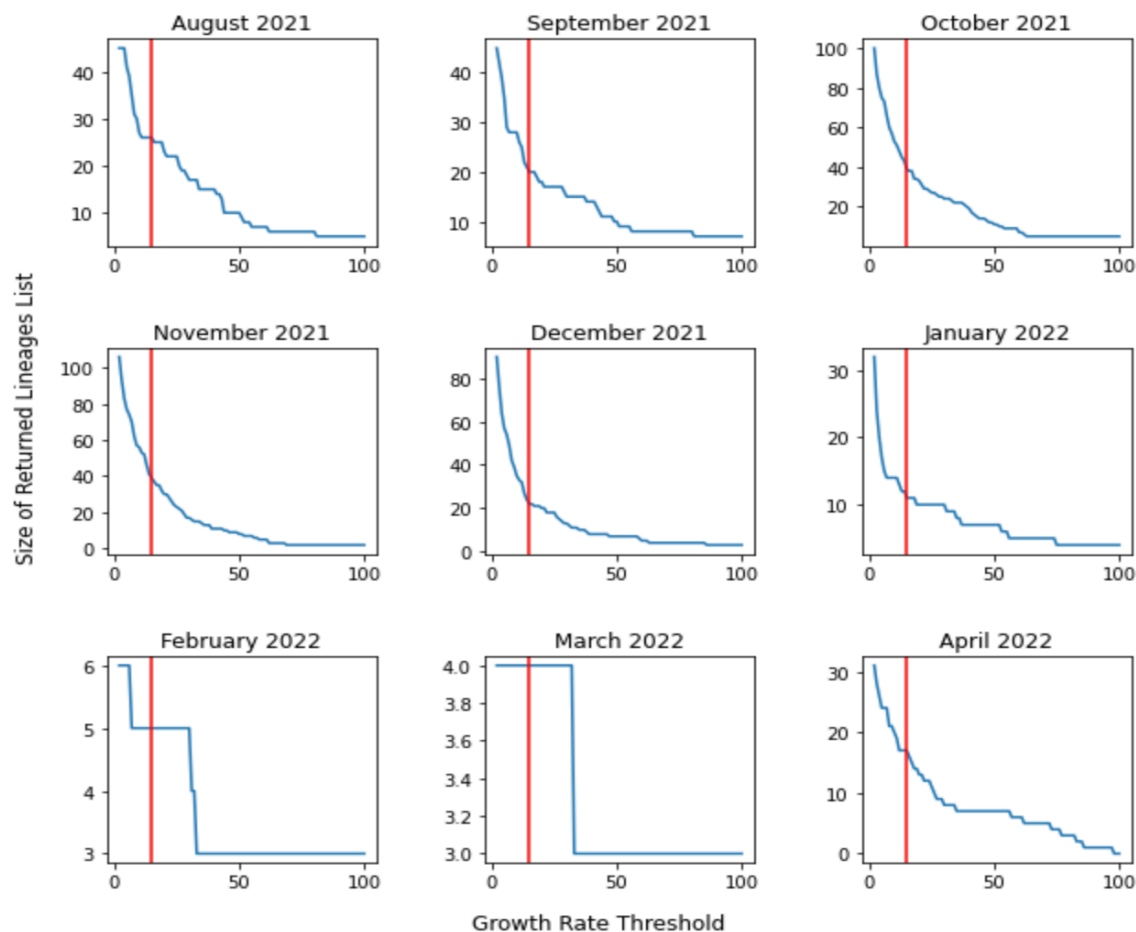 August 2021
September 2021
October 2021
40
30
20
10
0 50 100
40
30
20
10
0 50 100
100
80
60
40
20
0 50 100
Size of Returned Lineages List
November 2021
December 2021
January 2022
100
80
60
40
20
0
0 50 100
80
60
40
20
0
0 50 100
30
20
10
0 50 100
February 2022
March 2022
April 2022
6
5
4
3
0 50 100
4.0
3.8
3.6
3.4
3.2
3.0
0 50 100
30
20
10
0
0 50 100
Growth Rate Threshold